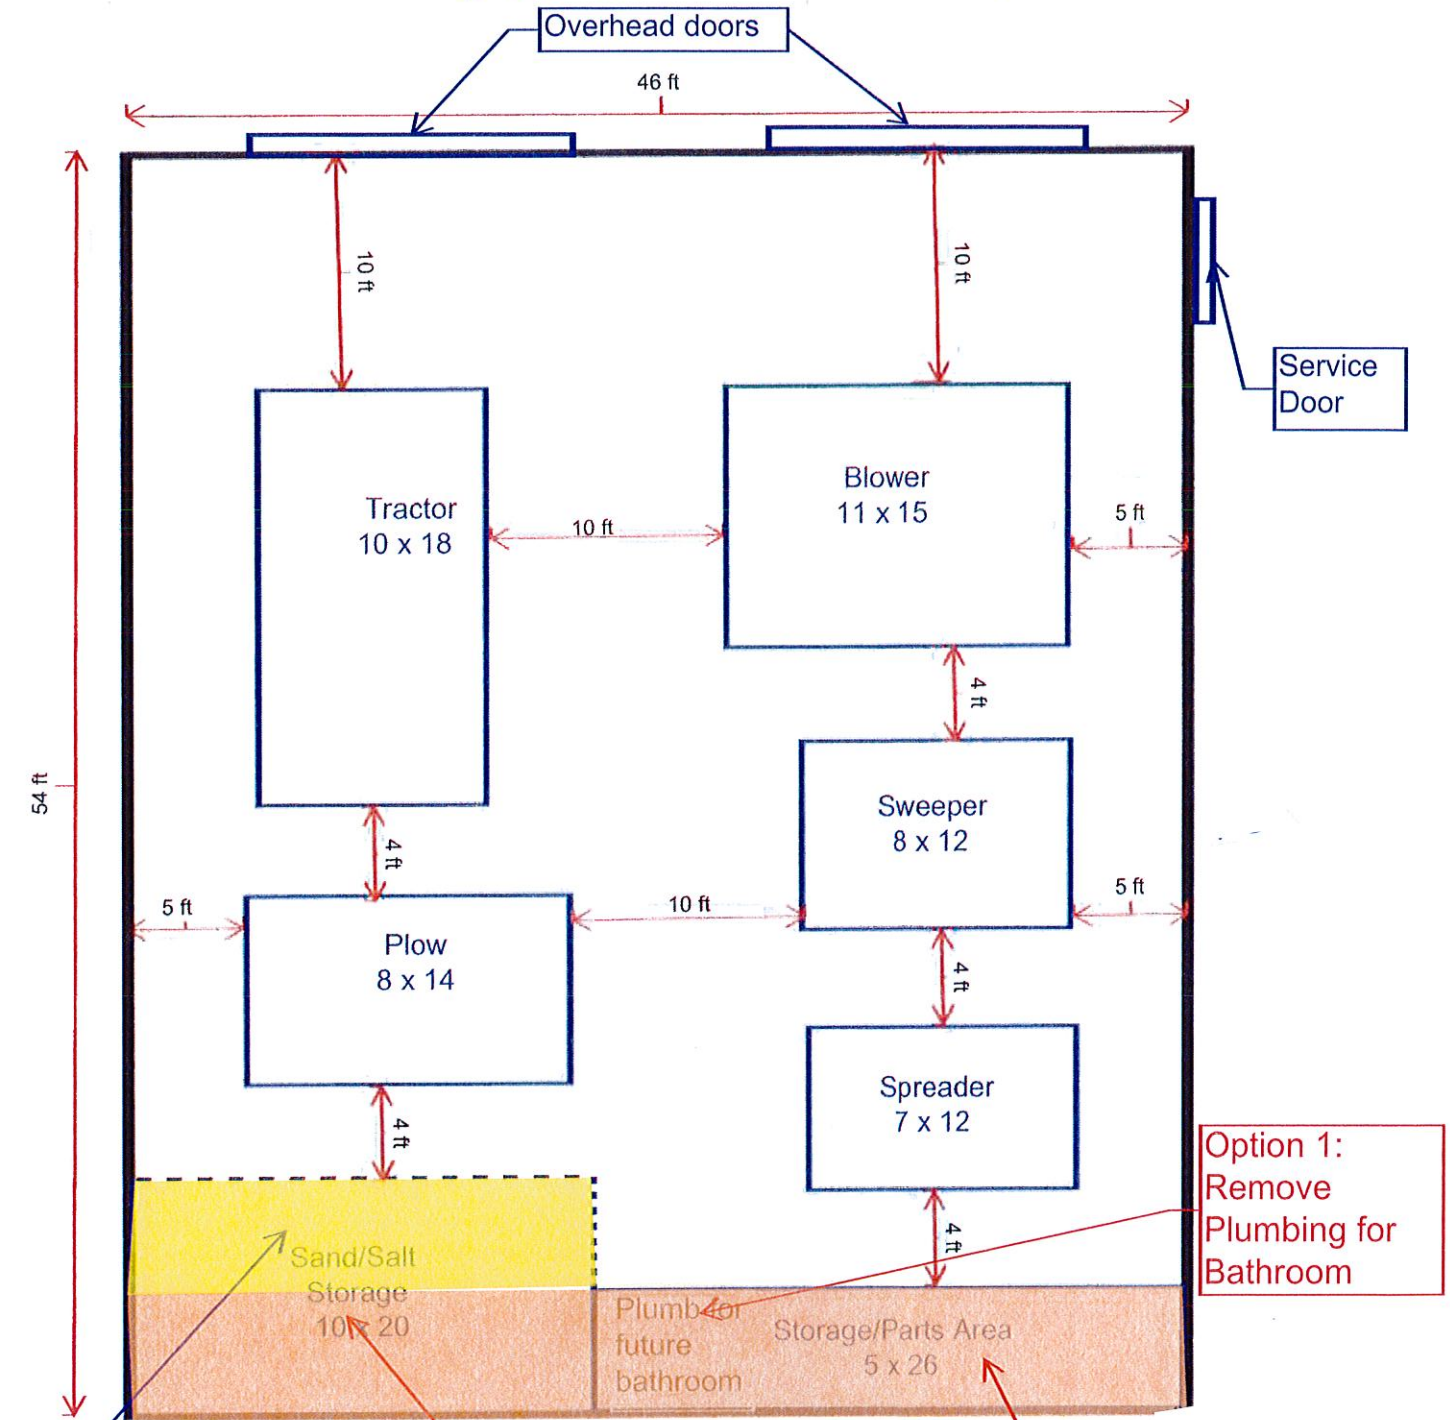 Overhead doors
46 ft
10 ft
10 ft
Service
Door
Tractor
10 x 18
10 ft
Blower
11 x 15
5 ft
4 ft
54 ft
Sweeper
8 x 12
4 ft
5 ft
10 ft
5 ft
Plow
8 x 14
4 ft
Spreader
7 x 12
4 ft
Option 1:
Remove
Plumbing for
Bathroom
4 ft
Sand/Salt
Storage
10 x 20
Plumb for
future
bathroom
Storage/Parts Area
5 x 26